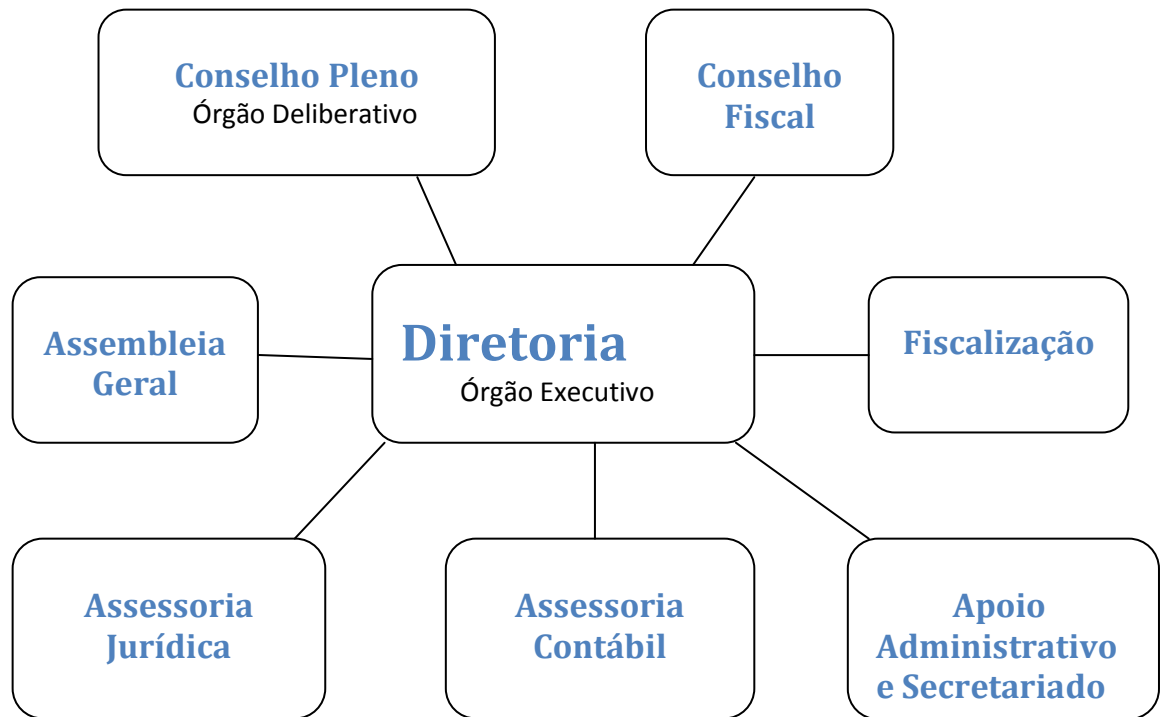 Conselho Pleno
Órgão Deliberativo
Conselho
Fiscal
Assembleia
Geral
Diretoria
Órgão Executivo
Fiscalização
Assessoria
Jurídica
Assessoria
Contábil
Apoio
Administrativo
e Secretariado